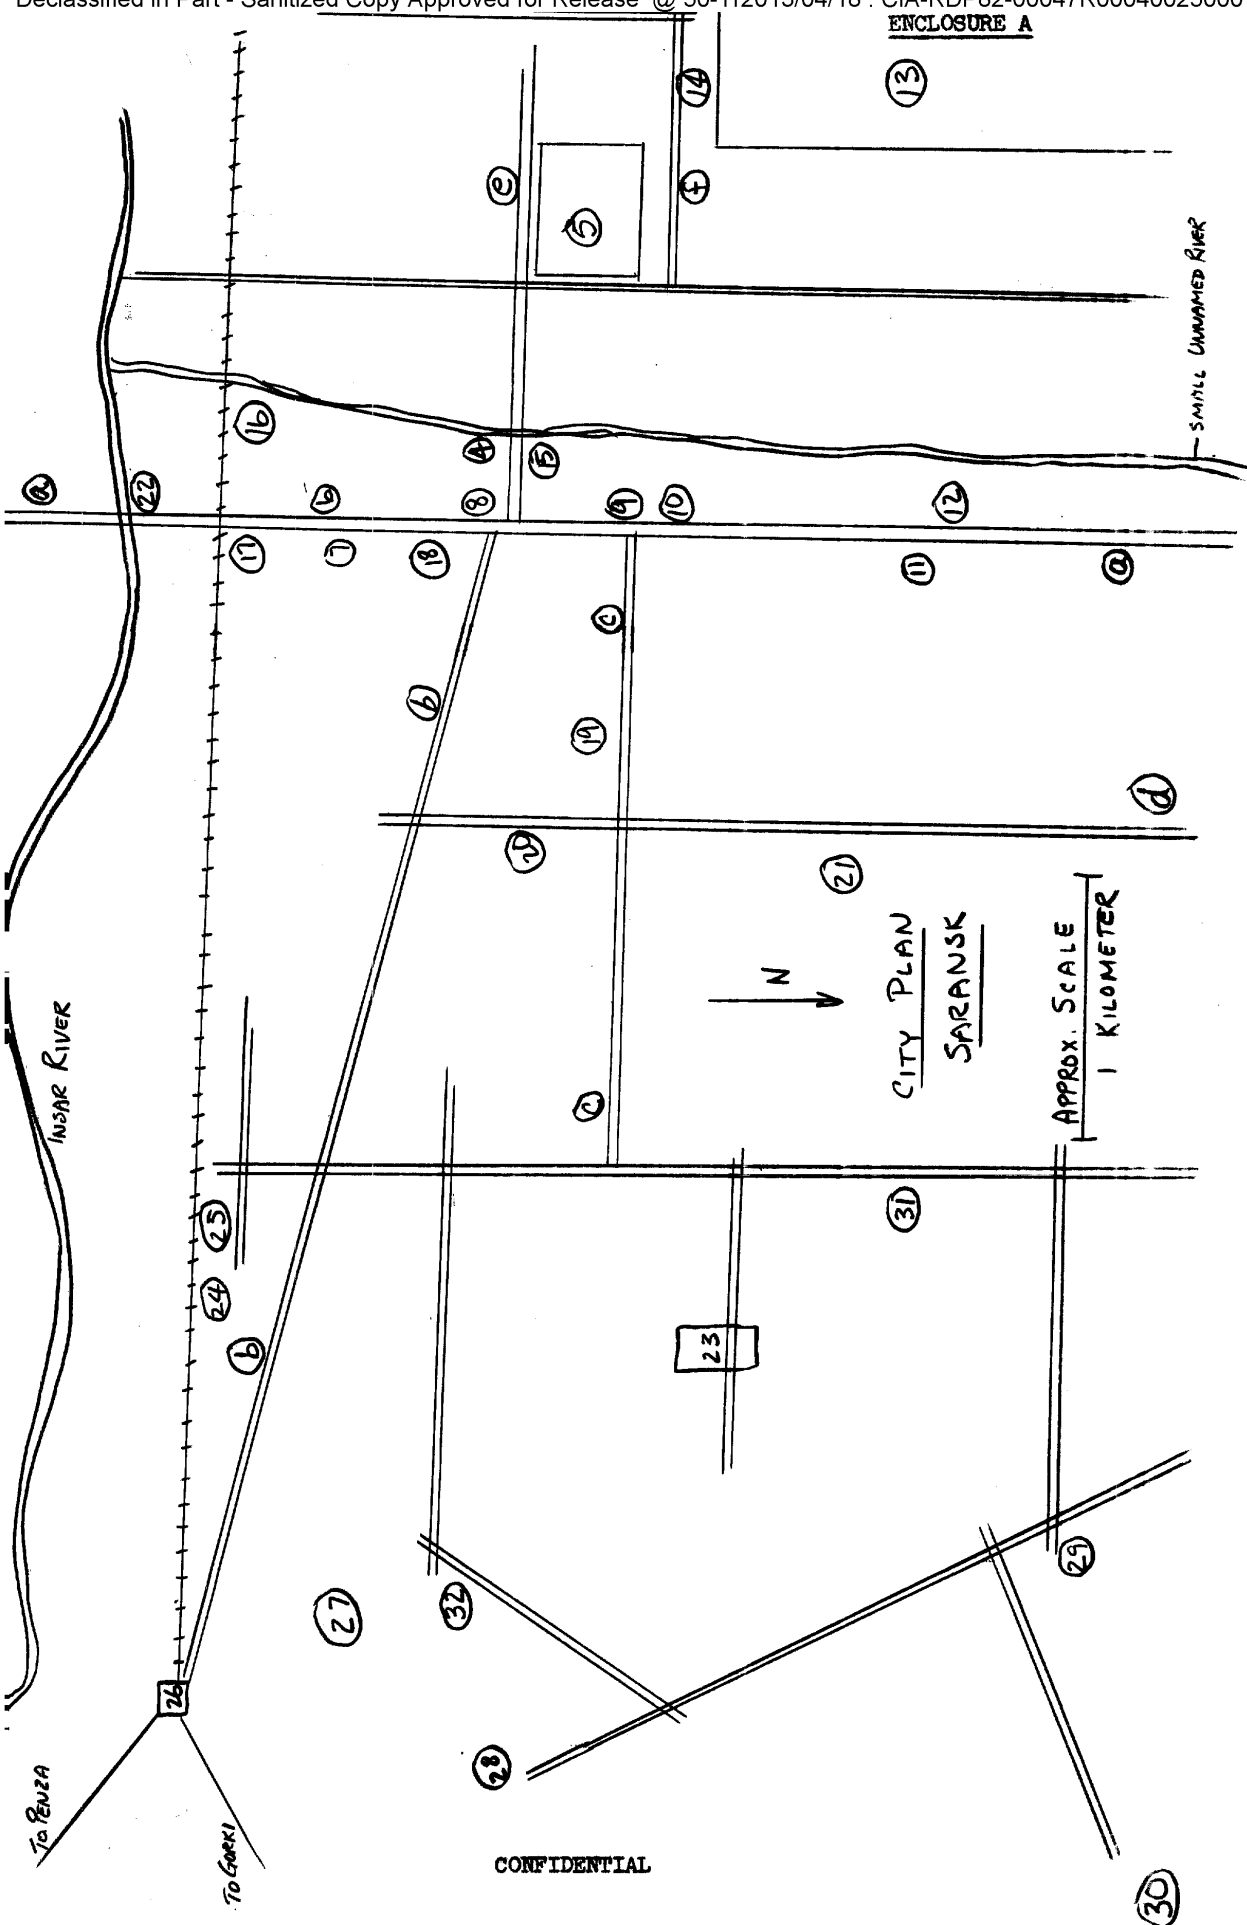 Declassified in Part - Sanitized Copy Approved for Release @ 50-Yr 2013/04/18 : CIA-RDP82-00047R00040025000
ENCLOSURE A
13
14
e
f
5
SMALL UNNAMED RIVER
16
A
15
a
22
6
8
9
10
12
17
7
18
11
a
c
b
19
d
20
21
CITY PLAN
SARANSK
N
APPROX. SCALE
1 KILOMETER
INSAR RIVER
c
25
24
b
31
23
29
27
32
26
28
30
TO PENZA
TO GORKI
CONFIDENTIAL